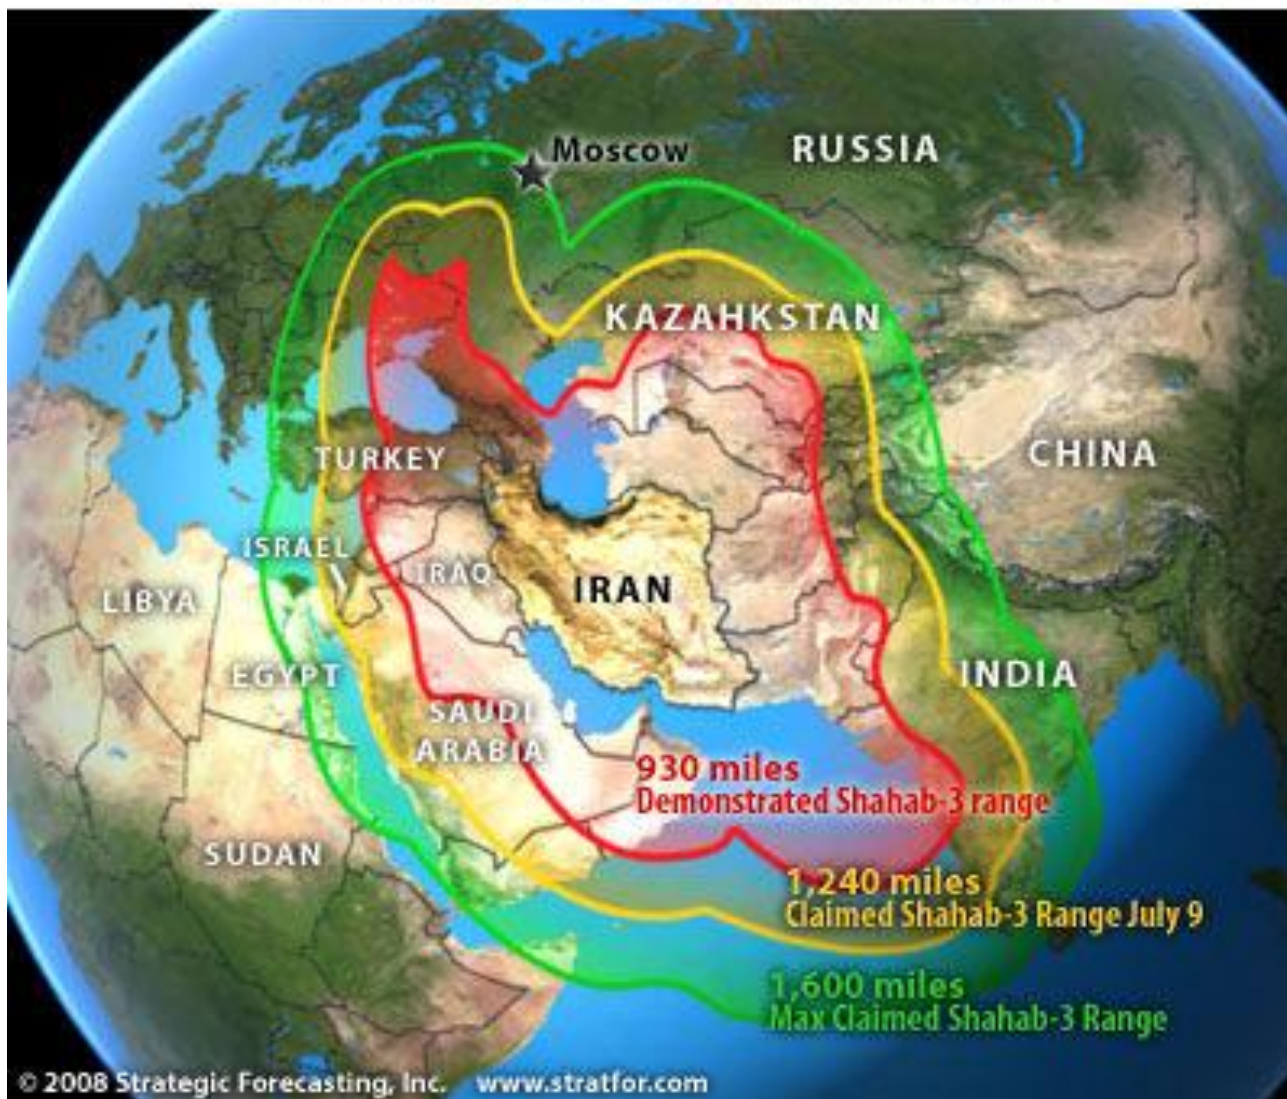 Moscow
RUSSIA
KAZAHKSTAN
TURKEY
CHINA
ISRAEL
IRAQ
IRAN
LIBYA
EGYPT
INDIA
SAUDI
ARABIA
930 miles
Demonstrated Shahab-3 range
SUDAN
1,240 miles
Claimed Shahab-3 Range July 9
1,600 miles
Max Claimed Shahab-3 Range
© 2008 Strategic Forecasting, Inc. www.stratfor.com